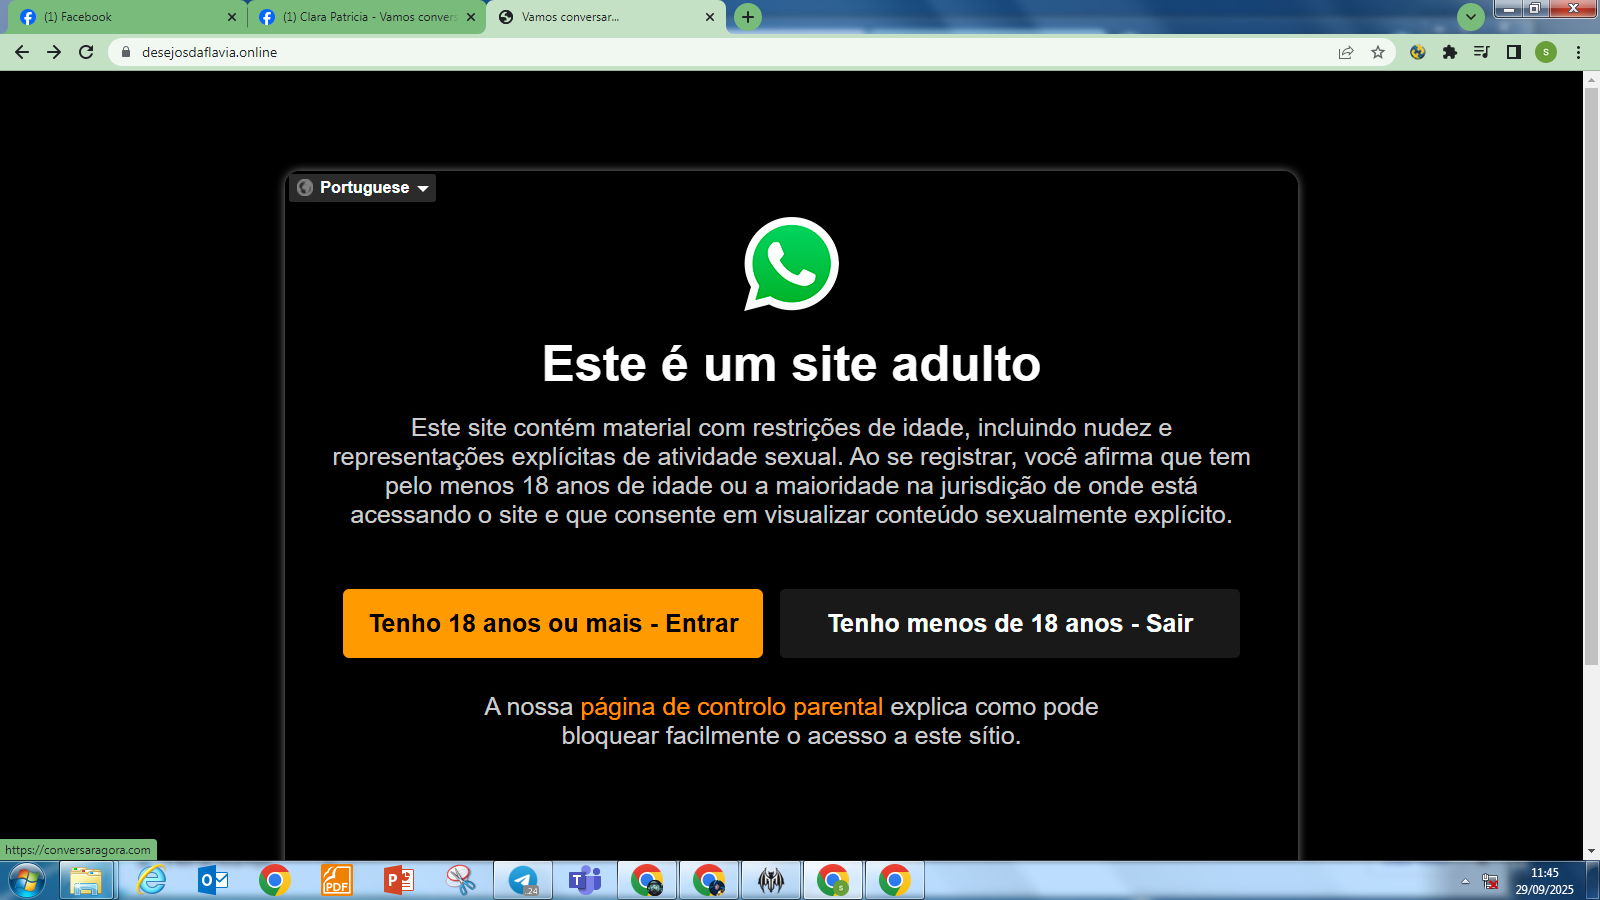 (1) Facebook
(1) Clara Patricia - Vamos convers
Vamos conversar...
desejosdaflavia.online
S
Portuguese
Este é um site adulto
Este site contém material com restrições de idade, incluindo nudez e
representações explícitas de atividade sexual. Ao se registrar, você afirma que tem
pelo menos 18 anos de idade ou a maioridade na jurisdição de onde está
acessando o site e que consente em visualizar conteúdo sexualmente explícito.
Tenho 18 anos ou mais - Entrar
Tenho menos de 18 anos - Sair
A nossa página de controlo parental explica como pode
bloquear facilmente o acesso a este sítio.
https://conversaragora.com
PDF
24
11:45
29/09/2025